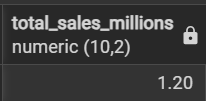 total_sales_millions
numeric (10,2)
1.20